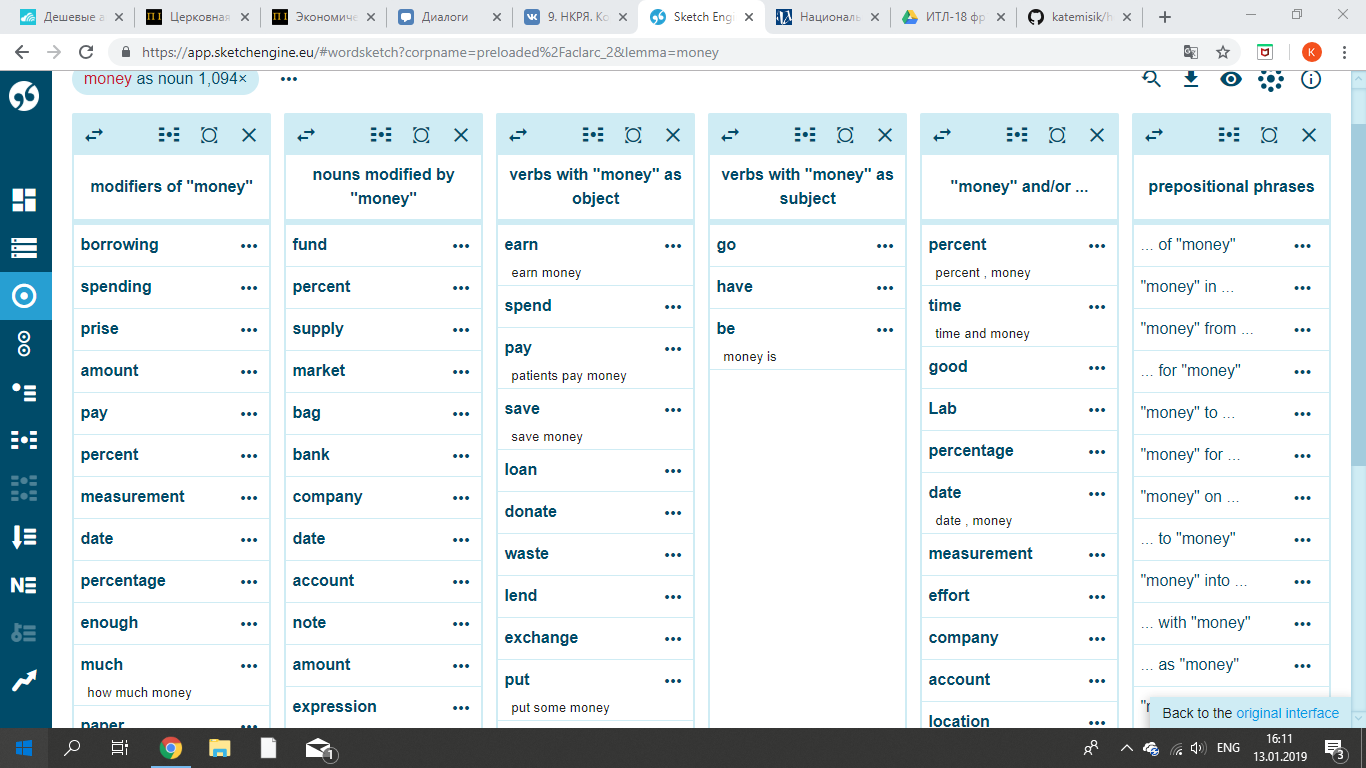 Дешевые а
Церковная
Экономиче
Диалоги
9. НКРЯ. Ко
Sketch Eng
Националь
ИТЛ-18 фр
katemisik/h
https://app.sketchengine.eu/#wordsketch?corpname=preloaded%2Faclarc_2&lemma=money
K
money as noun 1,094×
modifiers of "money"
borrowing
spending
prise
amount
pay
percent
measurement
date
percentage
enough
much
how much money
paper
nouns modified by
"money"
fund
percent
supply
market
bag
bank
company
date
account
note
amount
expression
verbs with "money" as
object
earn
earn money
spend
pay
patients pay money
save
save money
loan
donate
waste
lend
exchange
put
put some money
verbs with "money" as
subject
go
have
be
money is
"money" and/or ...
percent
percent , money
time
time and money
good
Lab
percentage
date
date , money
measurement
effort
company
account
location
prepositional phrases
... of "money"
"money" in ...
"money" from ...
... for "money"
"money" to ...
"money" for ...
"money" on ...
... to "money"
"money" into ...
... with "money"
... as "money"
Back to the original interface
NE
1
ENG
16:11
13.01.2019
3